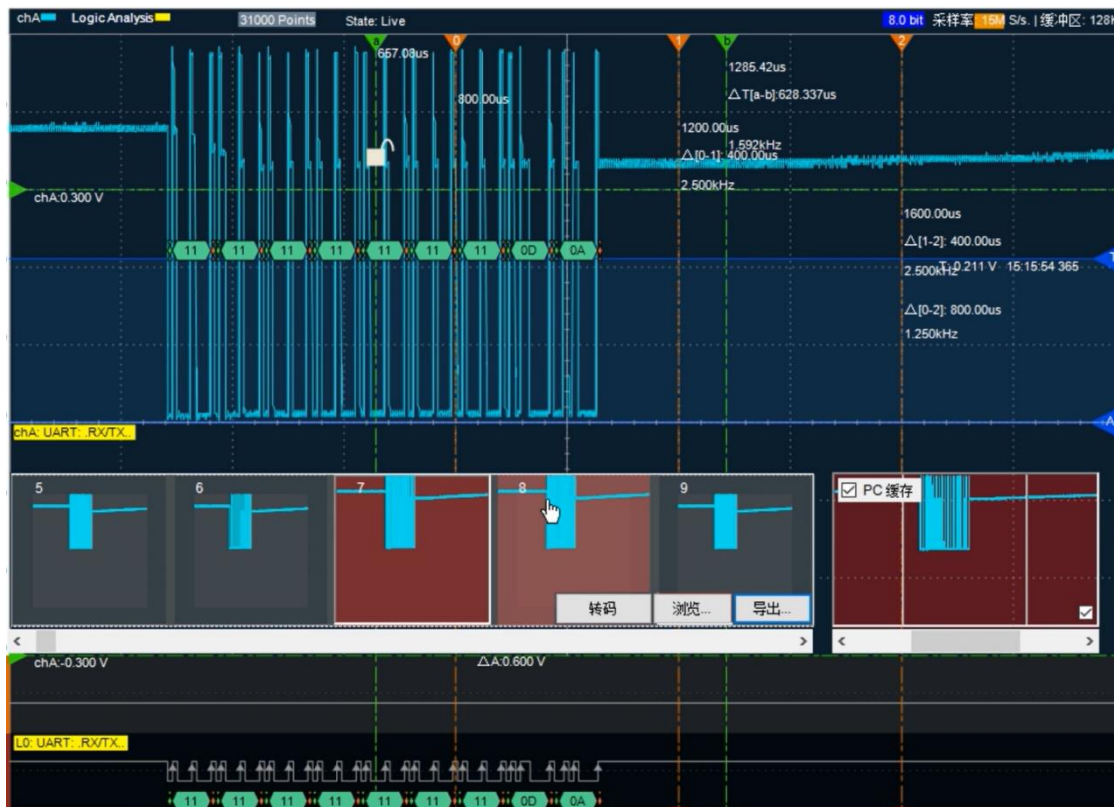 chA Logic Analysis 31000 Points State: Live 8.0 bit 采样率: 15M S/s. | 缓冲区: 128K
a 0 1 b 2
657.08us
1285.42us
800.00us
△T[a-b]:628.337us
1200.00us
1.592kHz
△[0-1]: 400.00us
2.500kHz
chA:0.300 V
1600.00us
△[1-2]: 400.00us
2.500kHz
0.211 V 15:15:54 365
△[0-2]: 800.00us
1.250kHz
11 11 11 11 11 11 11 0D 0A
T
A
chA: UART: .RX/TX..
5 6 7 8 9
PC 缓存
转码 浏览... 导出...
chA:-0.300 V △A:0.600 V
L0: UART: .RX/TX..
11 11 11 11 11 11 11 0D 0A